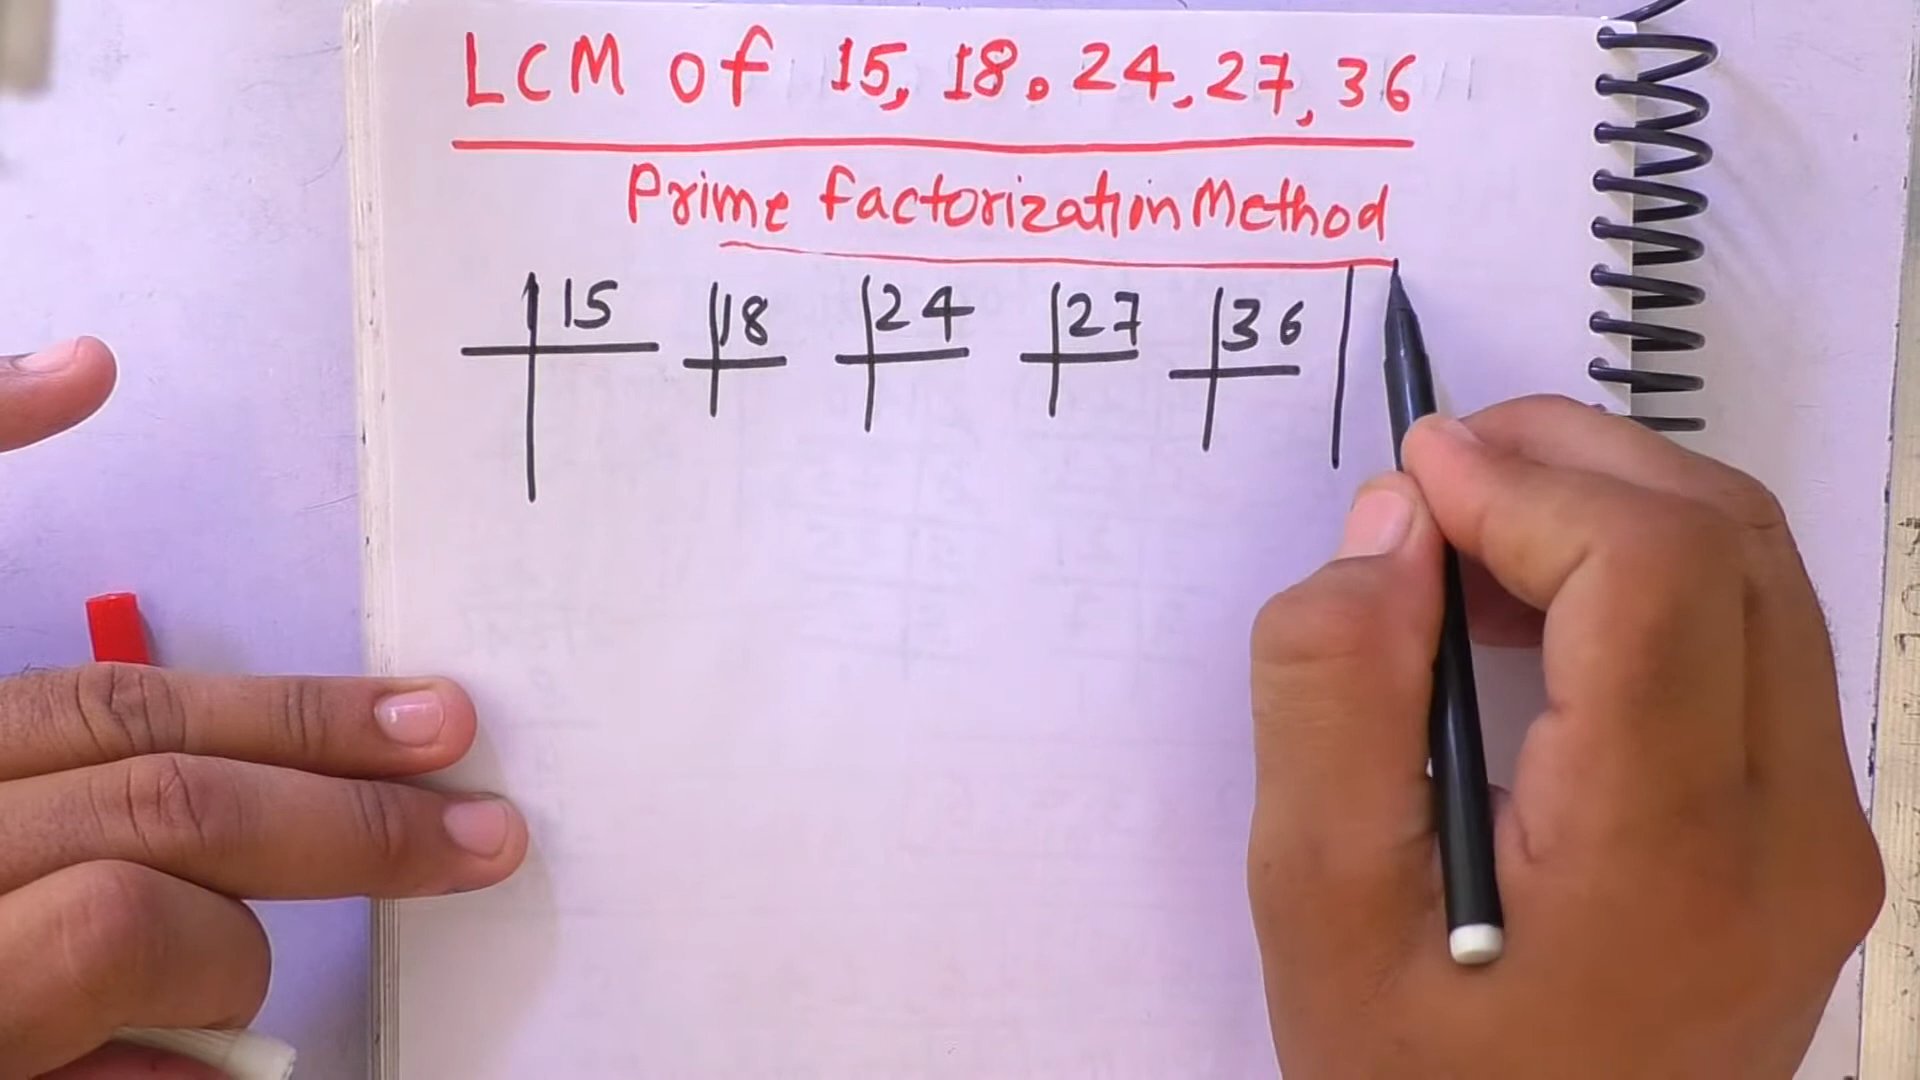 LCM of 15, 18, 24, 27, 36
Prime factorization Method
15 18 24 27 36